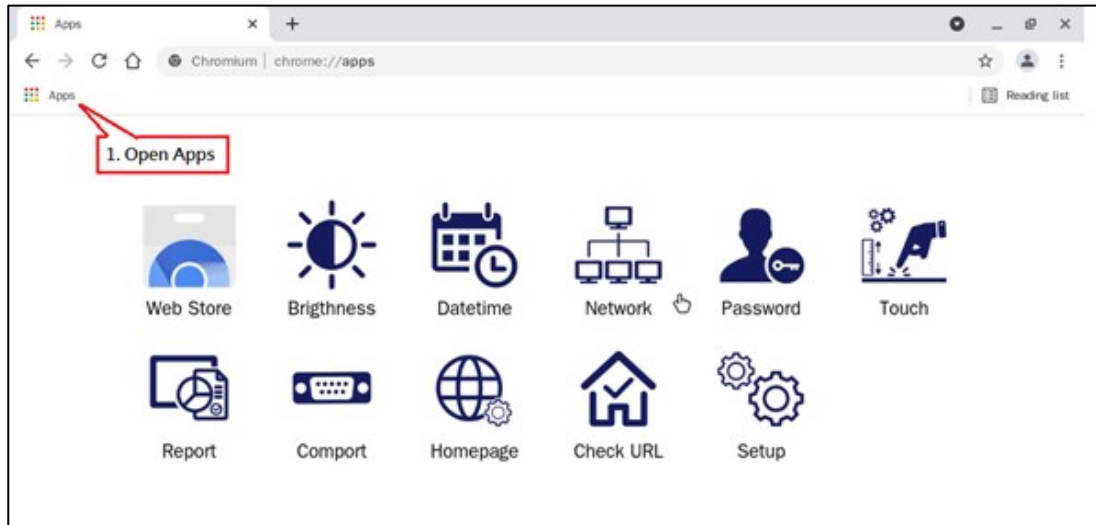 Apps
Chromium | chrome://apps
Apps
Reading list
1. Open Apps
Web Store Brigthness Datetime Network Password Touch
Report Comport Homepage Check URL Setup